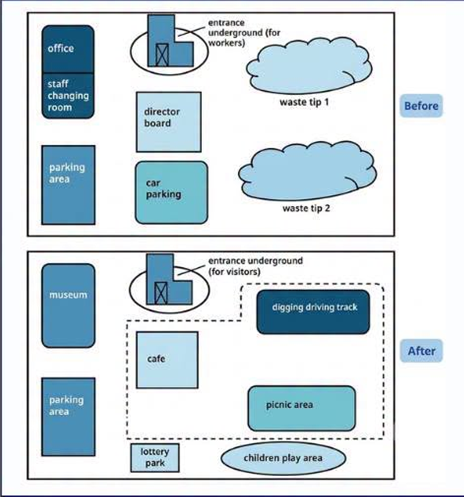 entrance
underground (for
workers)
office
staff
changing
room
waste tip 1
Before
director
board
parking
area
car
parking
waste tip 2
entrance underground
(for visitors)
museum
digging driving track
cafe
After
parking
area
picnic area
lottery
park
children play area